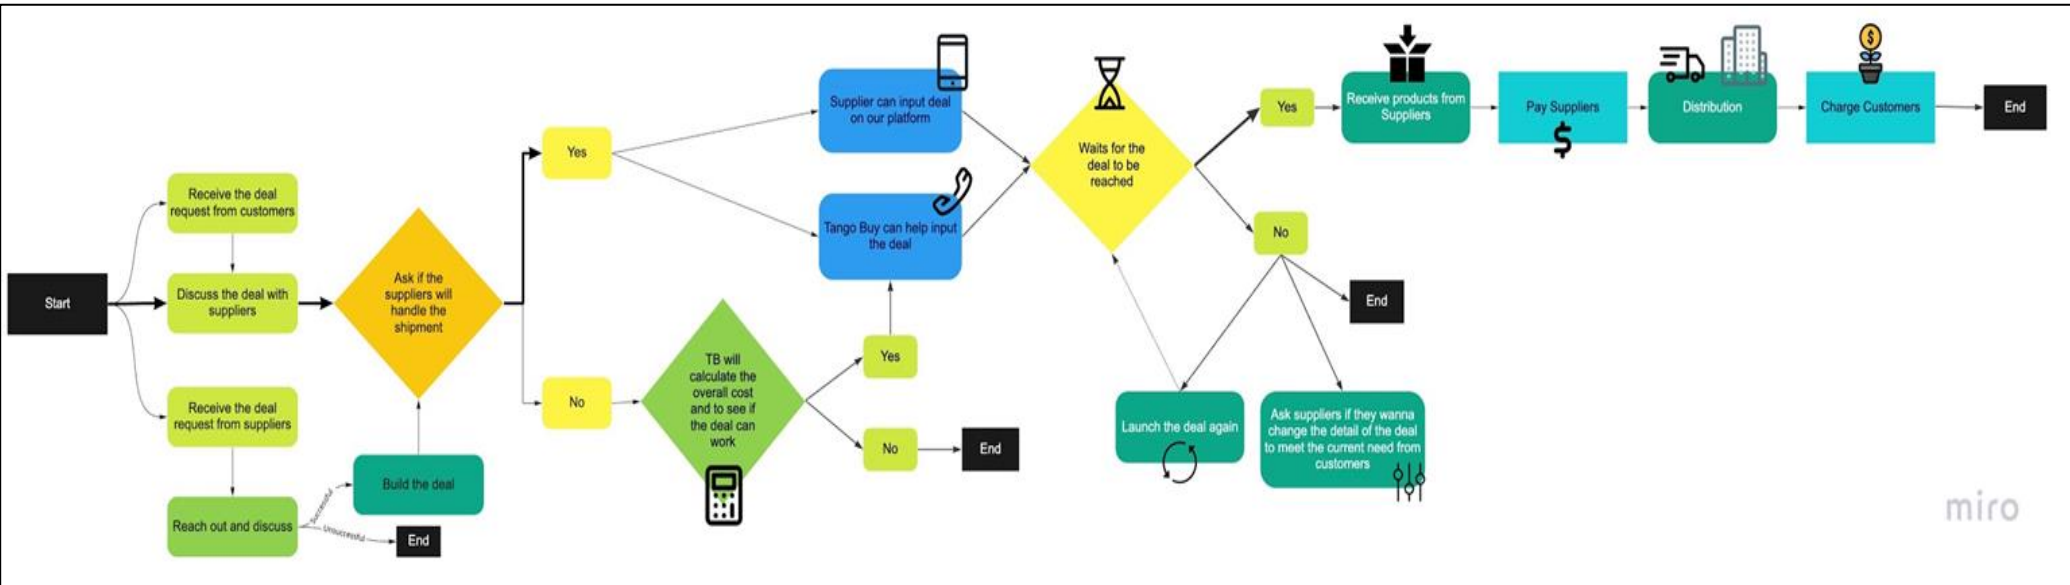 Start
Receive the deal
request from customers
Discuss the deal with
suppliers
Receive the deal
request from suppliers
Reach out and discuss
Successful
Unsuccessful
Build the deal
End
Ask if the
suppliers will
handle the
shipment
Yes
No
Supplier can input deal
on our platform
Tango Buy can help input
the deal
TB will
calculate the
overall cost
and to see if
the deal can
work
Yes
No
End
Waits for the
deal to be
reached
Yes
No
End
Launch the deal again
Ask suppliers if they wanna
change the detail of the deal
to meet the current need from
customers
Receive products from
Suppliers
Pay Suppliers
$
Distribution
$
Charge Customers
End
miro